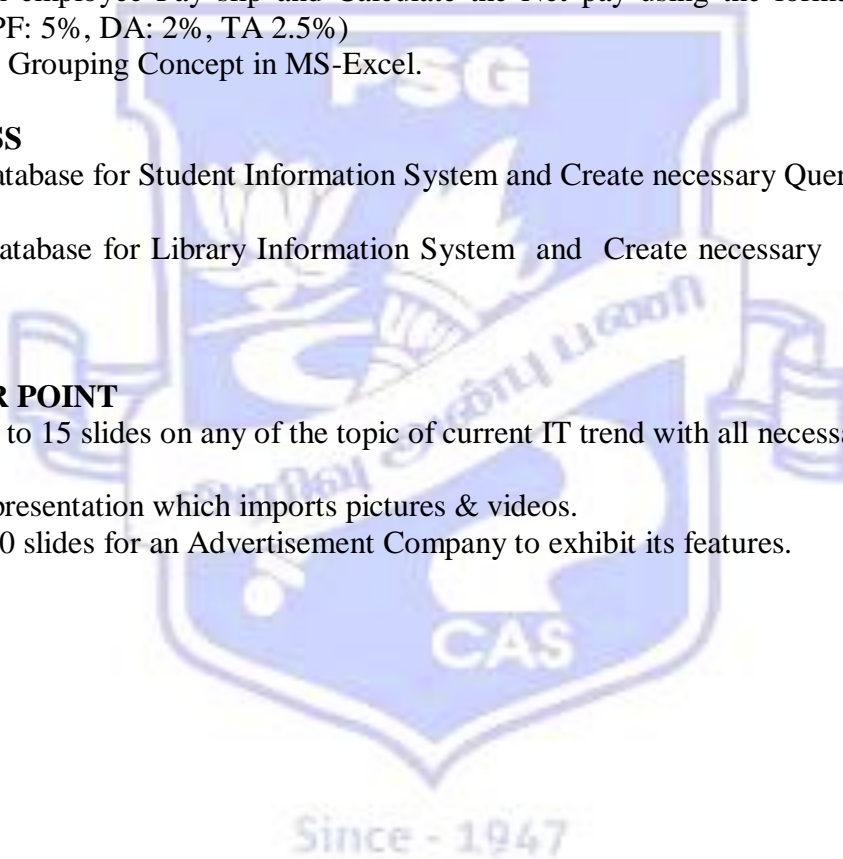 employee Pay slip and Calculate the Net pay using the
PF: 5%, DA: 2%, TA 2.5%)
Grouping Concept in MS-Excel.
PSG
SS
atabase for Student Information System and Create necessary Quer
atabase for Library Information System and Create necessary
R POINT
to 15 slides on any of the topic of current IT trend with all necessa
presentation which imports pictures & videos.
0 slides for an Advertisement Company to exhibit its features.
CAS
Since - 1947